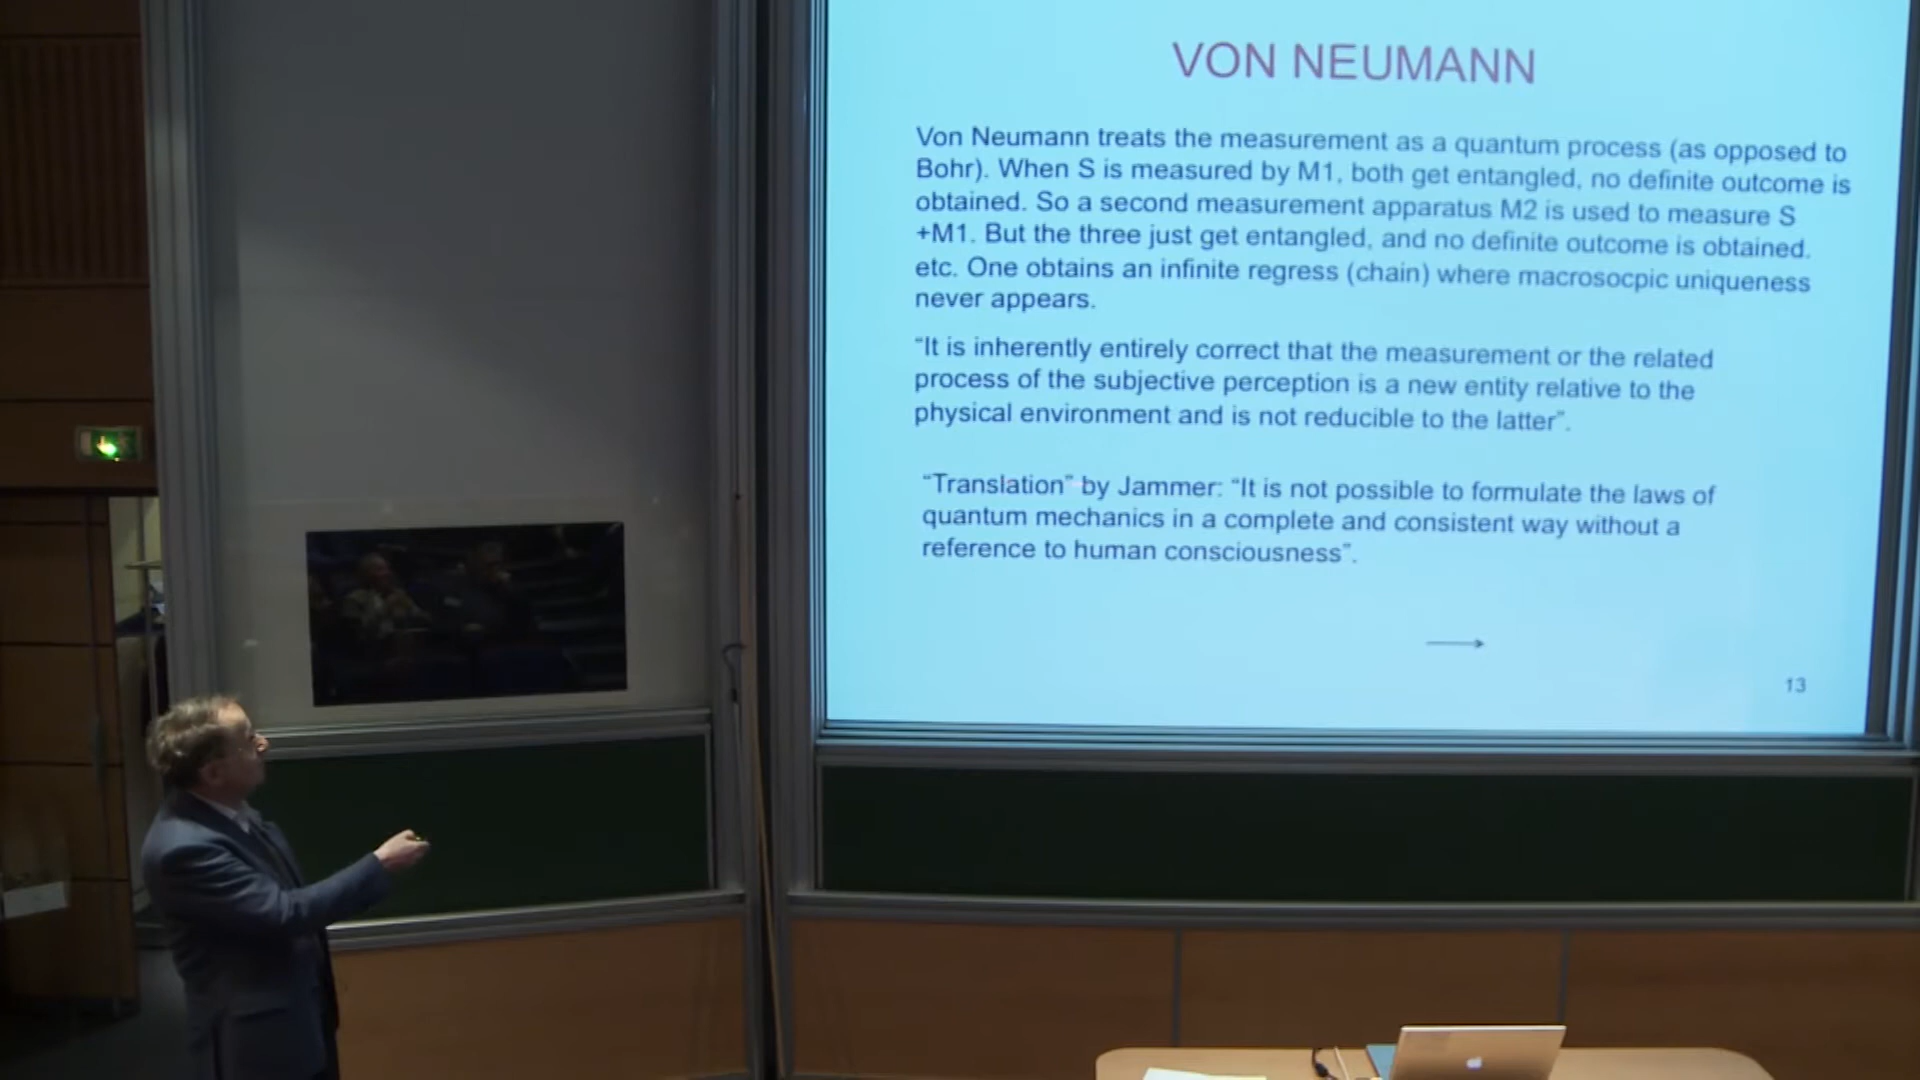 VON NEUMANN
Von Neumann treats the measurement as a quantum process (as opposed to
Bohr). When S is measured by M1, both get entangled, no definite outcome is
obtained. So a second measurement apparatus M2 is used to measure S
+M1. But the three just get entangled, and no definite outcome is obtained.
etc. One obtains an infinite regress (chain) where macrosocpic uniqueness
never appears.
“It is inherently entirely correct that the measurement or the related
process of the subjective perception is a new entity relative to the
physical environment and is not reducible to the latter”.
“Translation” by Jammer: “It is not possible to formulate the laws of
quantum mechanics in a complete and consistent way without a
reference to human consciousness”.
13